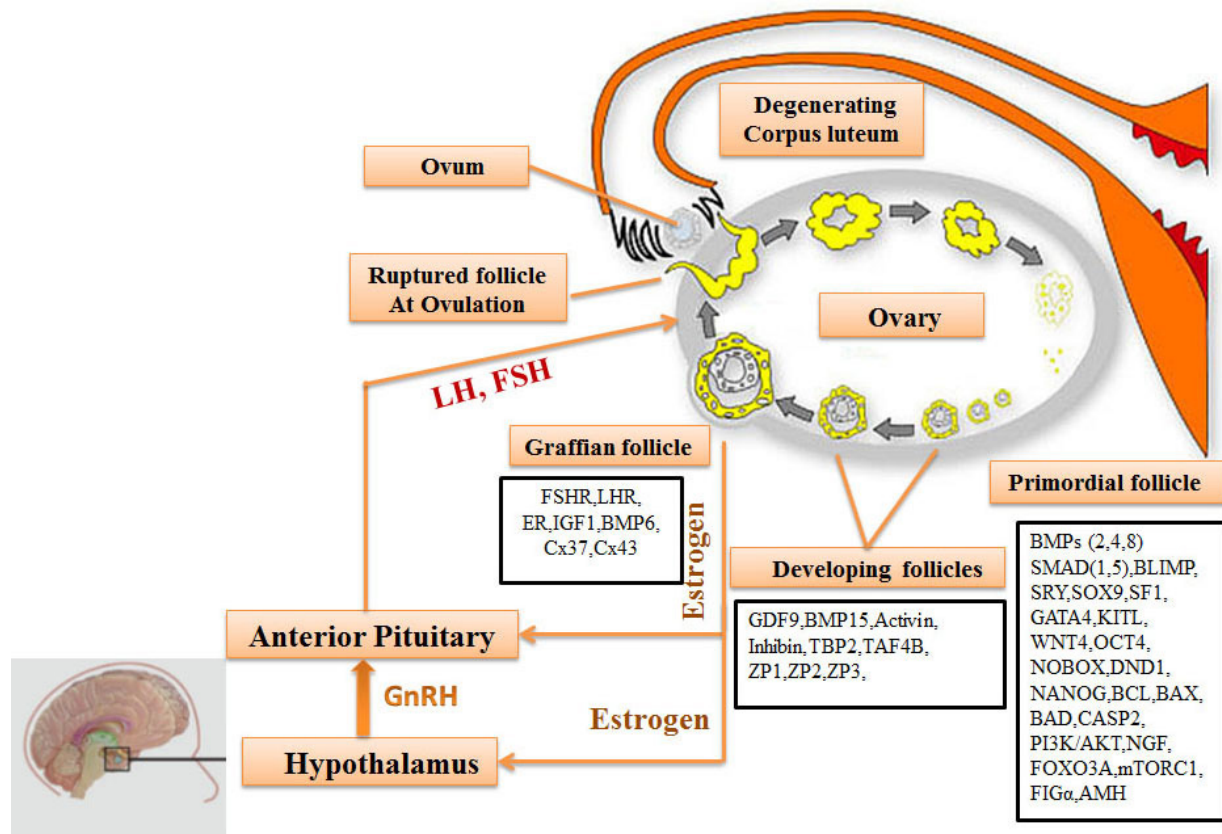 Degenerating
Corpus luteum
Ovum
Ruptured follicle
At Ovulation
Ovary
LH, FSH
Graffian follicle
FSHR,LHR,
ER,IGF1,BMP6,
Cx37,Cx43
Estrogen
Developing follicles
GDF9,BMP15,Activin,
Inhibin,TBP2,TAF4B,
ZP1,ZP2,ZP3,
Primordial follicle
BMPs (2,4,8)
SMAD(1,5),BLIMP,
SRY,SOX9,SF1,
GATA4,KITL,
WNT4,OCT4,
NOBOX,DND1,
NANOG,BCL,BAX,
BAD,CASP2,
PI3K/AKT,NGF,
FOXO3A,mTORC1,
FIGα,AMH
Anterior Pituitary
GnRH
Estrogen
Hypothalamus